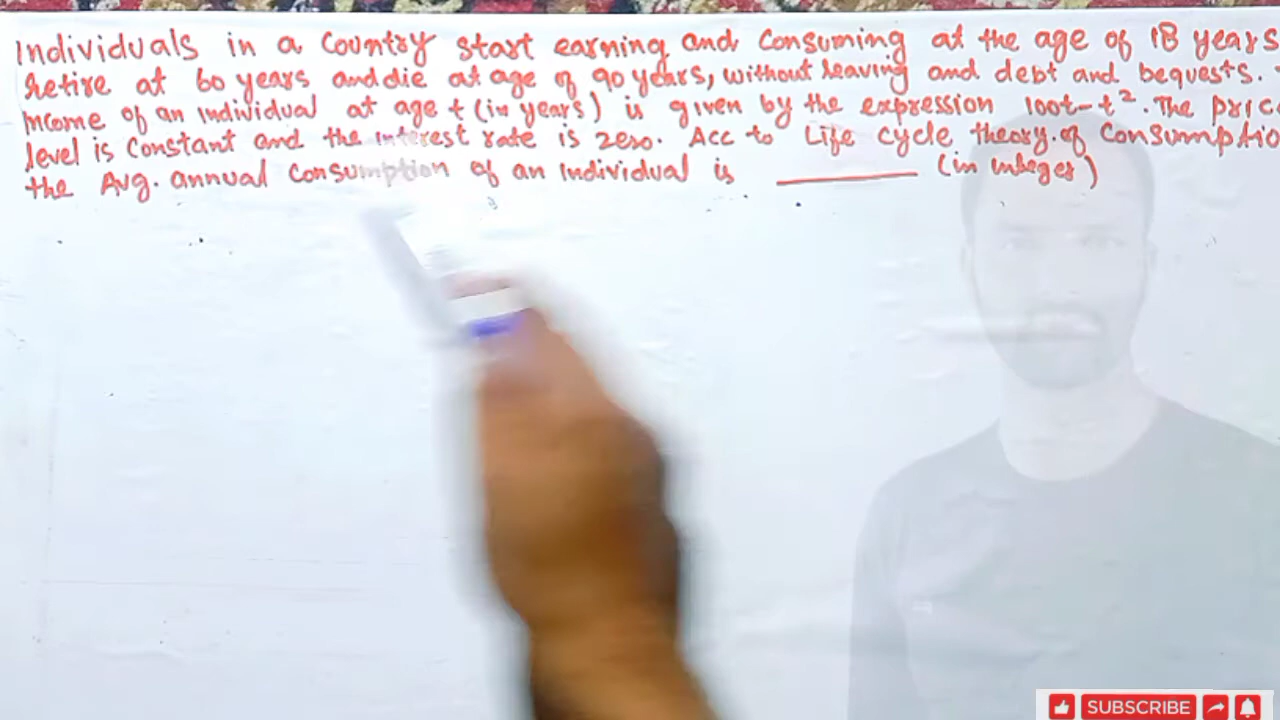 Individuals in a Country start earning and Consuming at the age of 18 years
Retire at 60 years and die at age of 90 years, without leaving and debt and bequests.
income of an individual at age t (in years) is given by the expression 100t-t². The pric
level is Constant and the interest rate is zero. Acc to Life cycle theory of Consumptio
the Avg. annual Consumption of an individual is ________ (in integer)
SUBSCRIBE